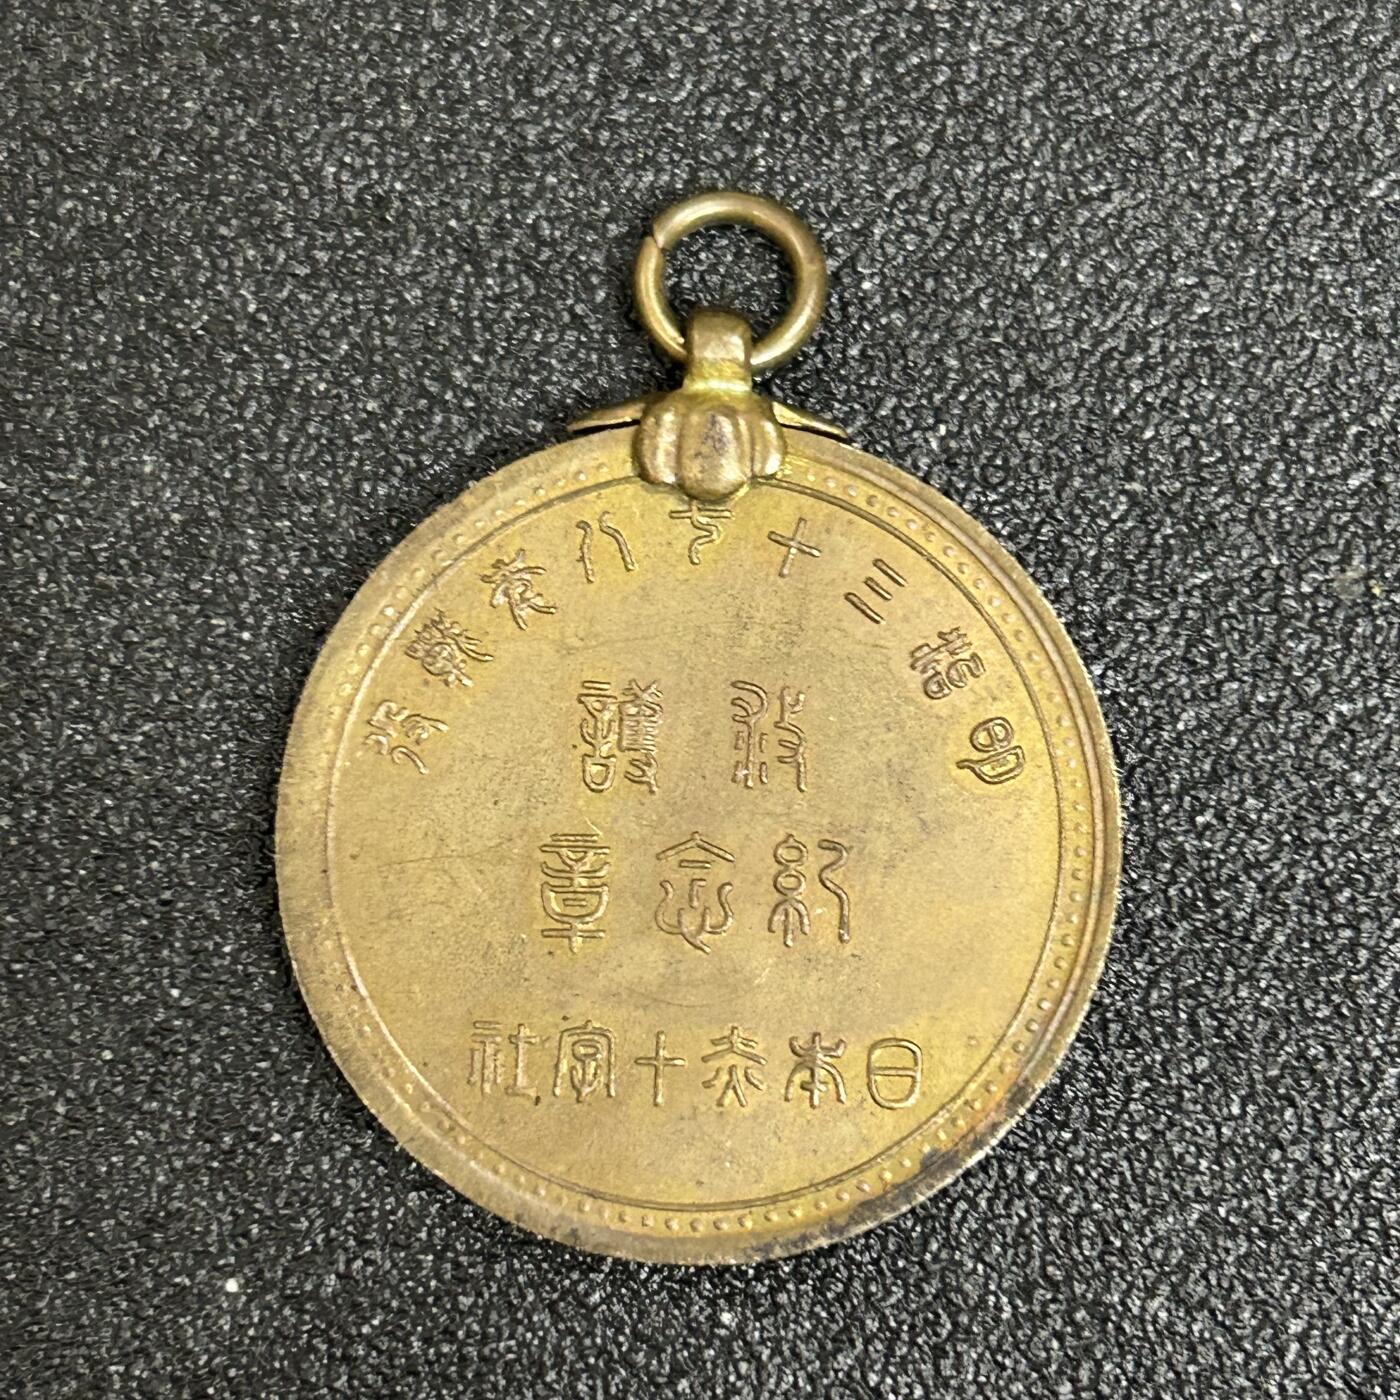 明治三十七八年戰役
救護
紀念章
日本赤十字社